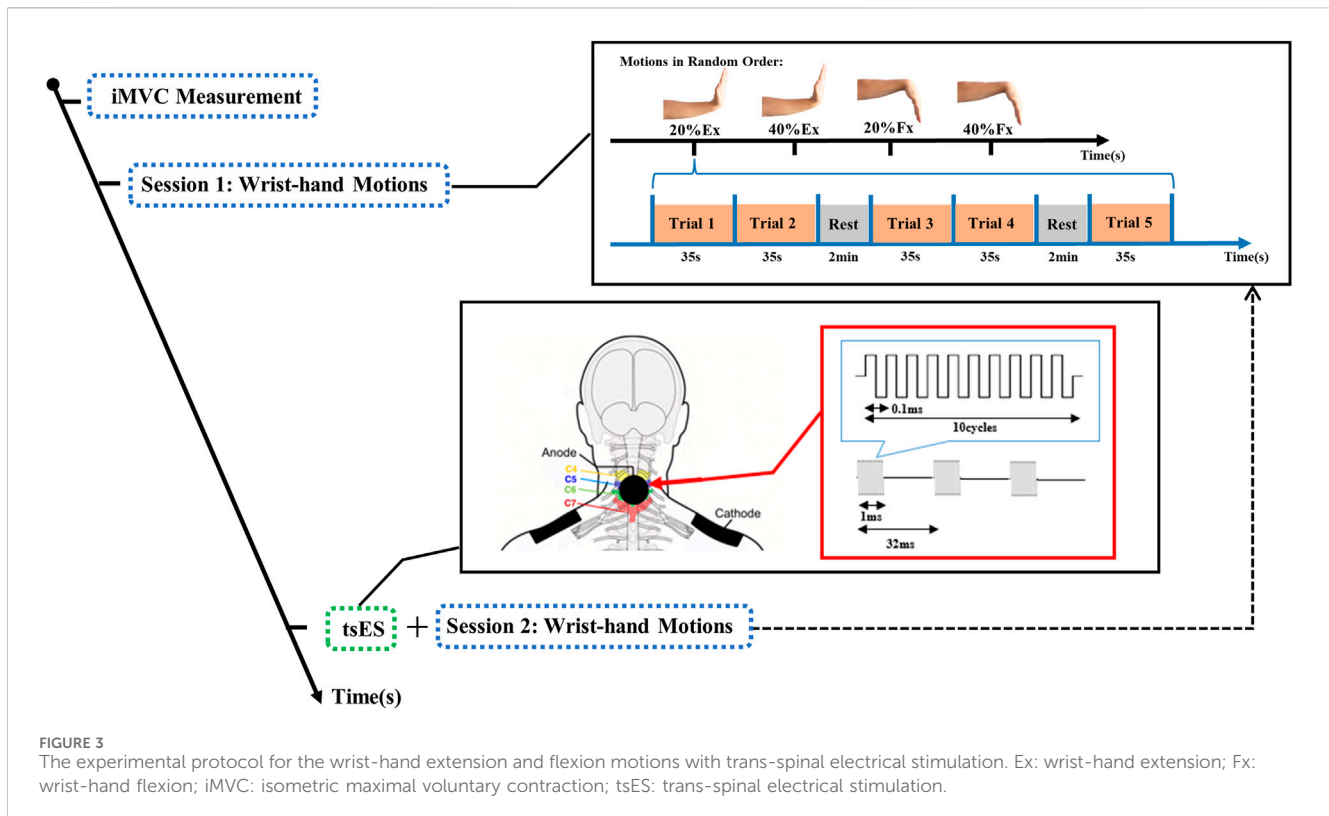 iMVC Measurement
Session 1: Wrist-hand Motions
Motions in Random Order:
20%Ex 40%Ex 20%Fx 40%Fx
Time(s)
Trial 1 Trial 2 Rest Trial 3 Trial 4 Rest Trial 5
35s 35s 2min 35s 35s 2min 35s Time(s)
Anode
C4
C5
C6
C7
Cathode
0.1ms
10cycles
1ms
32ms
tsES + Session 2: Wrist-hand Motions
Time(s)
FIGURE 3
The experimental protocol for the wrist-hand extension and flexion motions with trans-spinal electrical stimulation. Ex: wrist-hand extension; Fx:
wrist-hand flexion; iMVC: isometric maximal voluntary contraction; tsES: trans-spinal electrical stimulation.